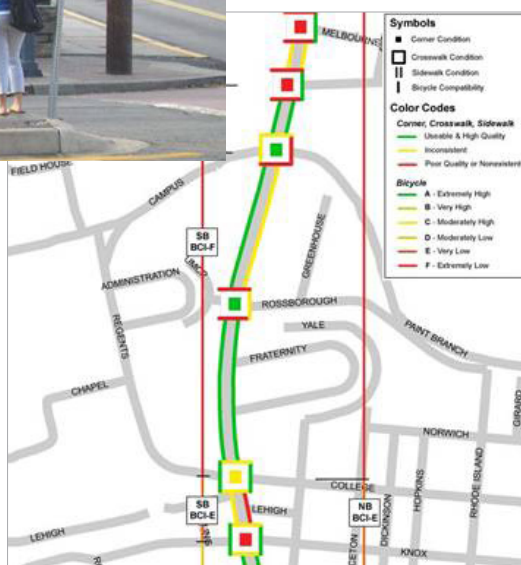 MELBOURNE
FIELD HOUSE
CAMPUS
SB
BCI-F
GREENHOUSE
ADMINISTRATION
ROSSBOROUGH
YALE
REGENTS
FRATERNITY
PAINT BRANCH
CHAPEL
GIRARD
NORWICH
COLLEGE
SB
BCI-E
LEHIGH
NB
BCI-E
DICKINSON
HOPKINS
RHODE ISLAND
LEHIGH
KNOX
Symbols
Corner Condition
Crosswalk Condition
Sidewalk Condition
Bicycle Compatibility
Color Codes
Corner, Crosswalk, Sidewalk
Useable & High Quality
Inconsistent
Poor Quality or Nonexistent
Bicycle
A - Extremely High
B - Very High
C - Moderately High
D - Moderately Low
E - Very Low
F - Extremely Low